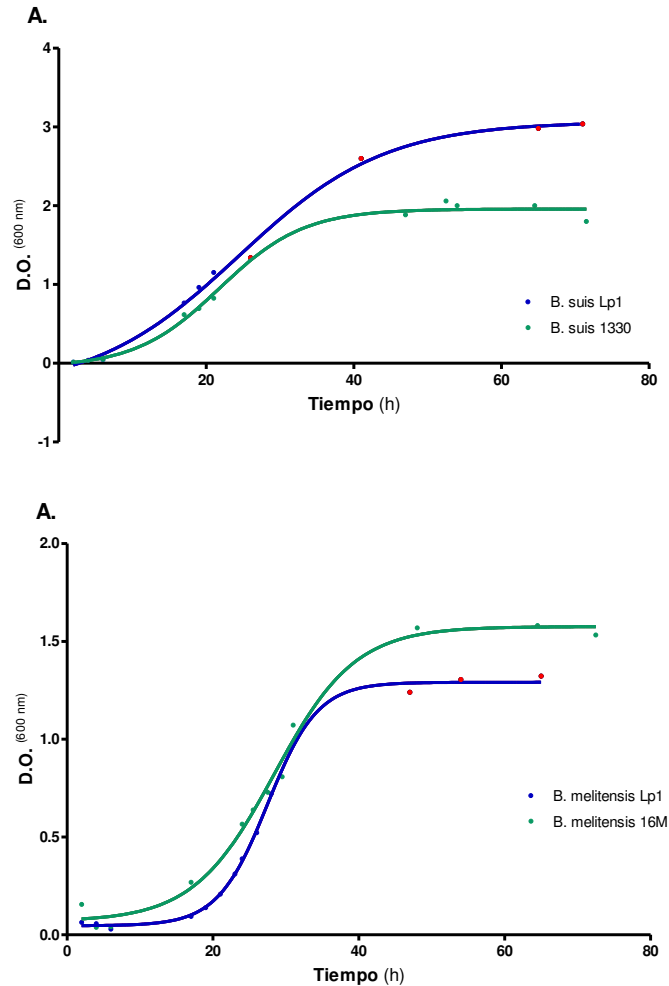 A.
4
3
2
1
0
-1
D.O. (600 nm)
20
40
60
80
Tiempo (h)
B. suis Lp1
B. suis 1330
A.
2.0
1.5
1.0
0.5
0.0
D.O. (600 nm)
0
20
40
60
80
Tiempo (h)
B. melitensis Lp1
B. melitensis 16M